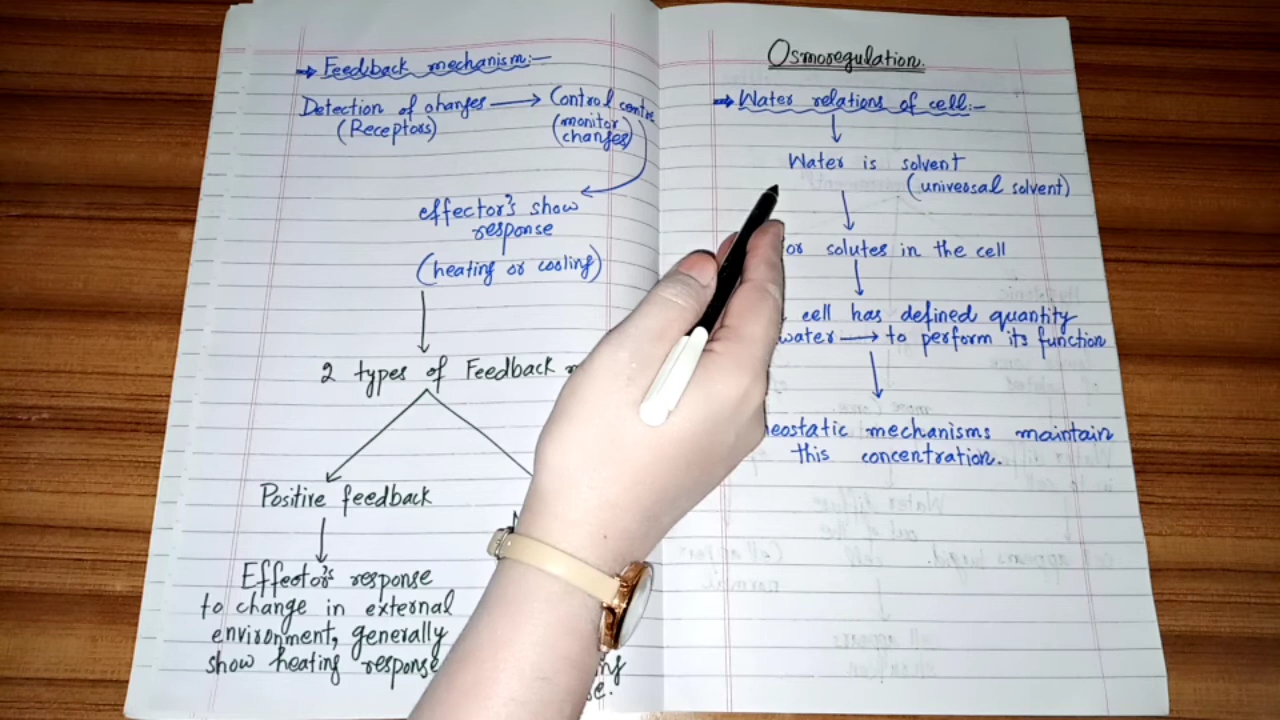 → Feedback mechanism:-
Detection of changes → Control centre
(Receptors)
(monitor
changes)
effector's show
response
(heating or cooling)
2 types of Feedback
Positive feedback
Effector's response
to change in external
environment, generally
show heating response
Osmoregulation.
→ Water relations of cell:-
Water is solvent
(universal solvent)
solutes in the cell
cell has defined quantity
water → to perform its function
eostatic mechanisms maintain
this concentration.